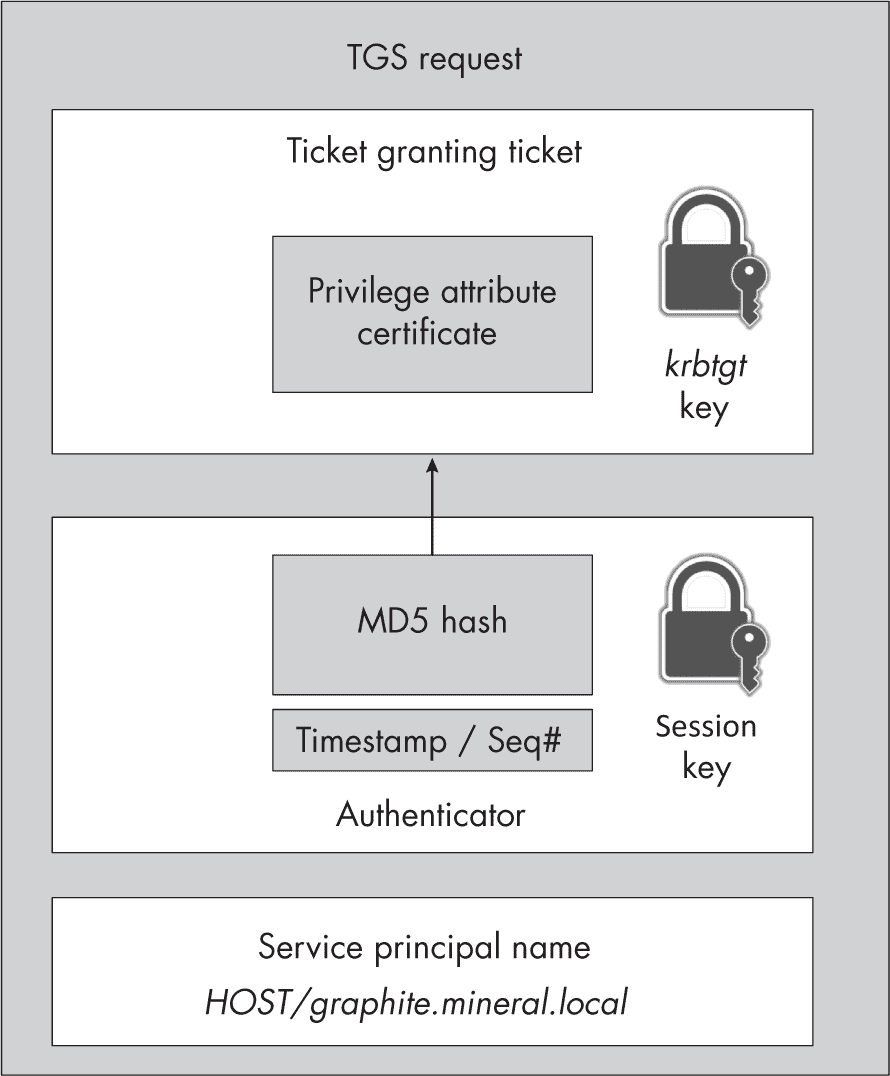 TGS request
Ticket granting ticket
Privilege attribute
certificate
krbtgt
key
MD5 hash
Timestamp / Seq#
Session
key
Authenticator
Service principal name
HOST/graphite.mineral.local